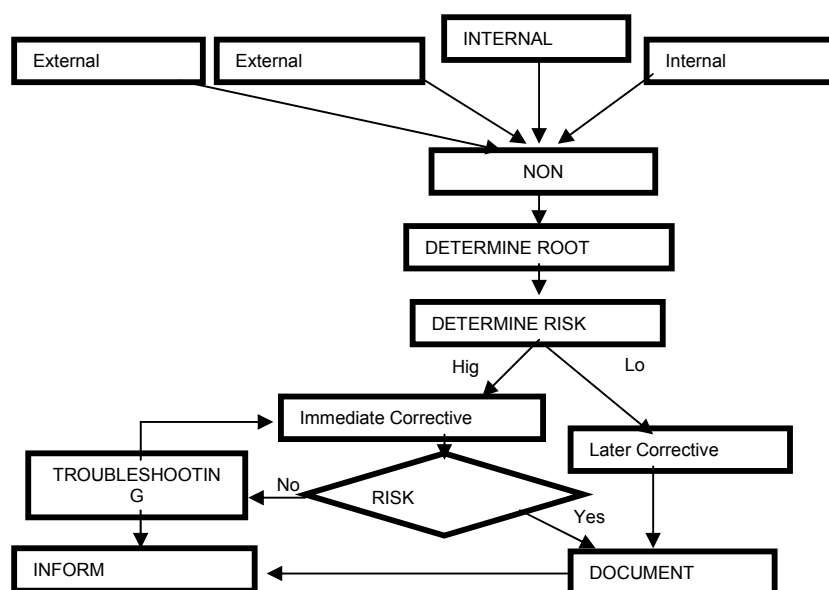 INTERNAL
External
External
Internal
NON
DETERMINE ROOT
DETERMINE RISK
Hig
Lo
Immediate Corrective
Later Corrective
TROUBLESHOOTIN
G
No
RISK
Yes
INFORM
DOCUMENT